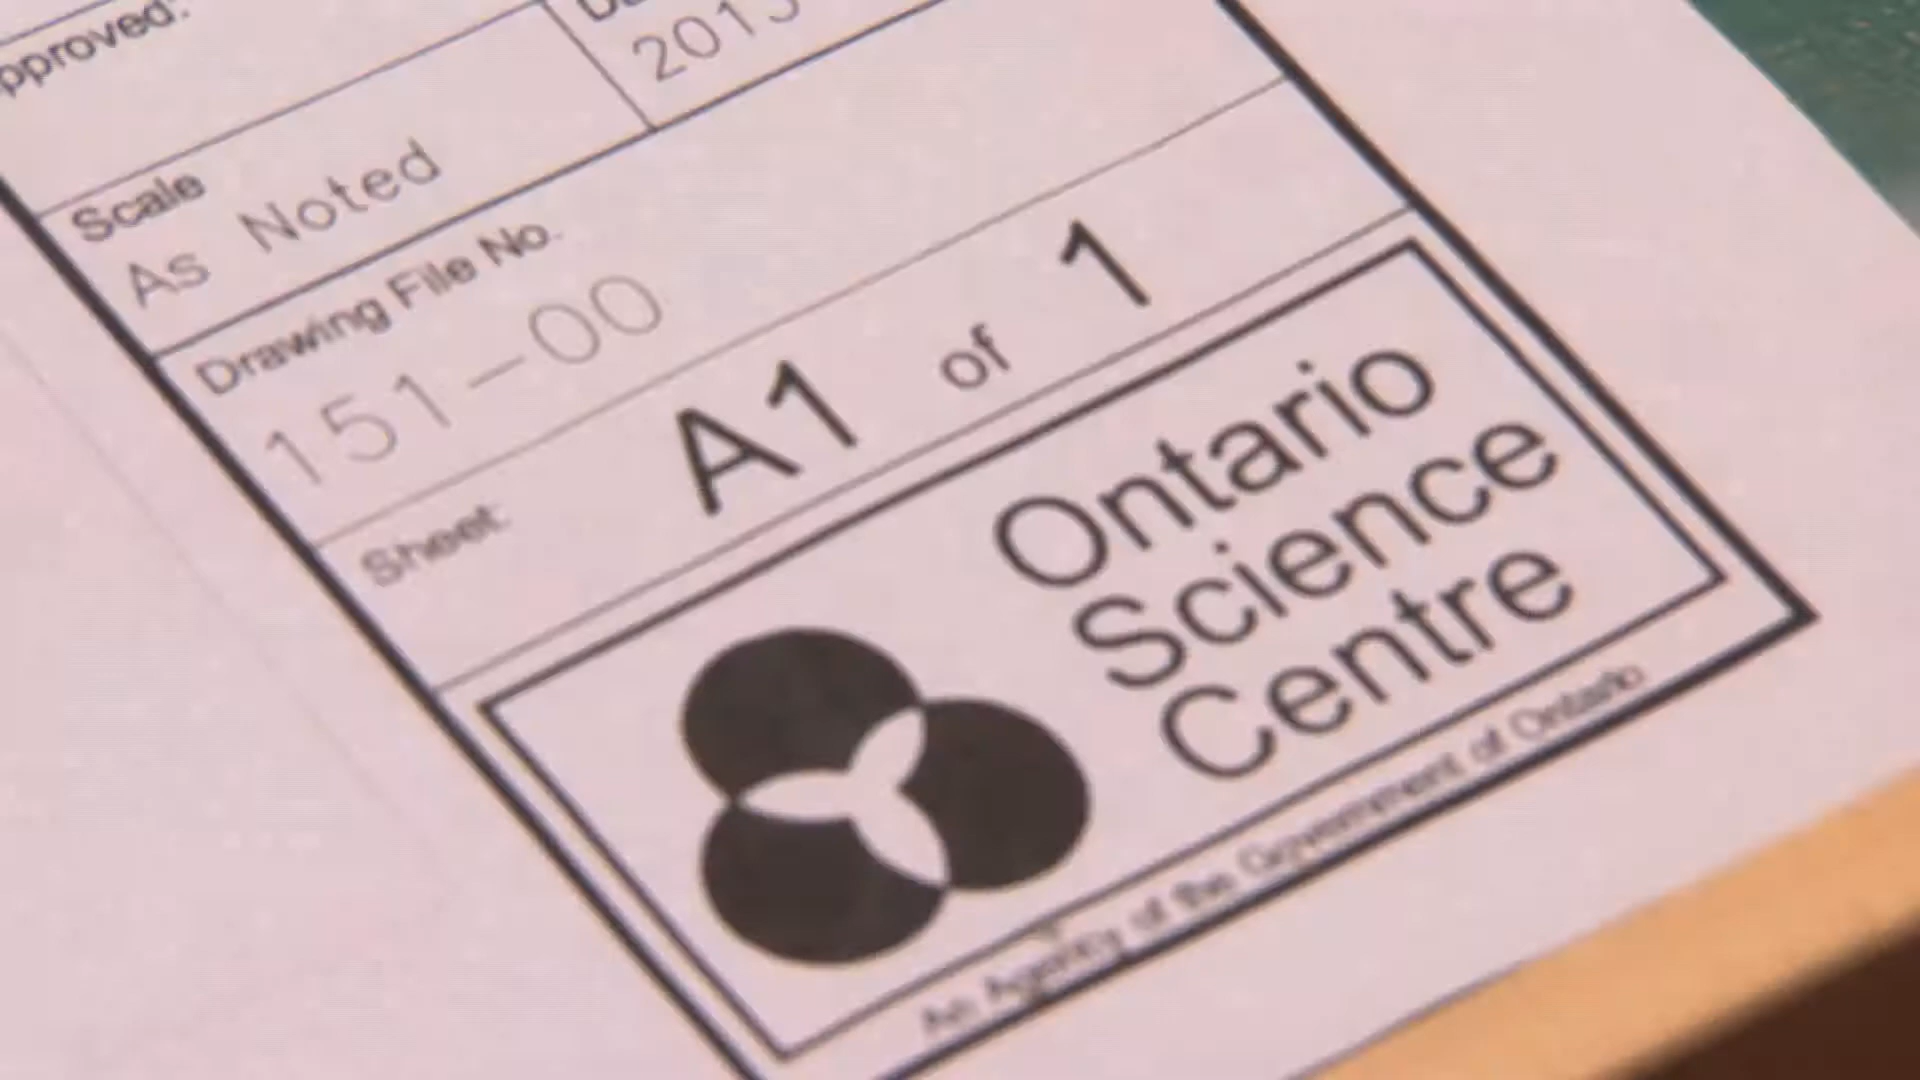 pproved:
2013
Scale
As Noted
Drawing File No.
151-00
Sheet: A1 of 1
Ontario
Science
Centre
An Agency of the Government of Ontario